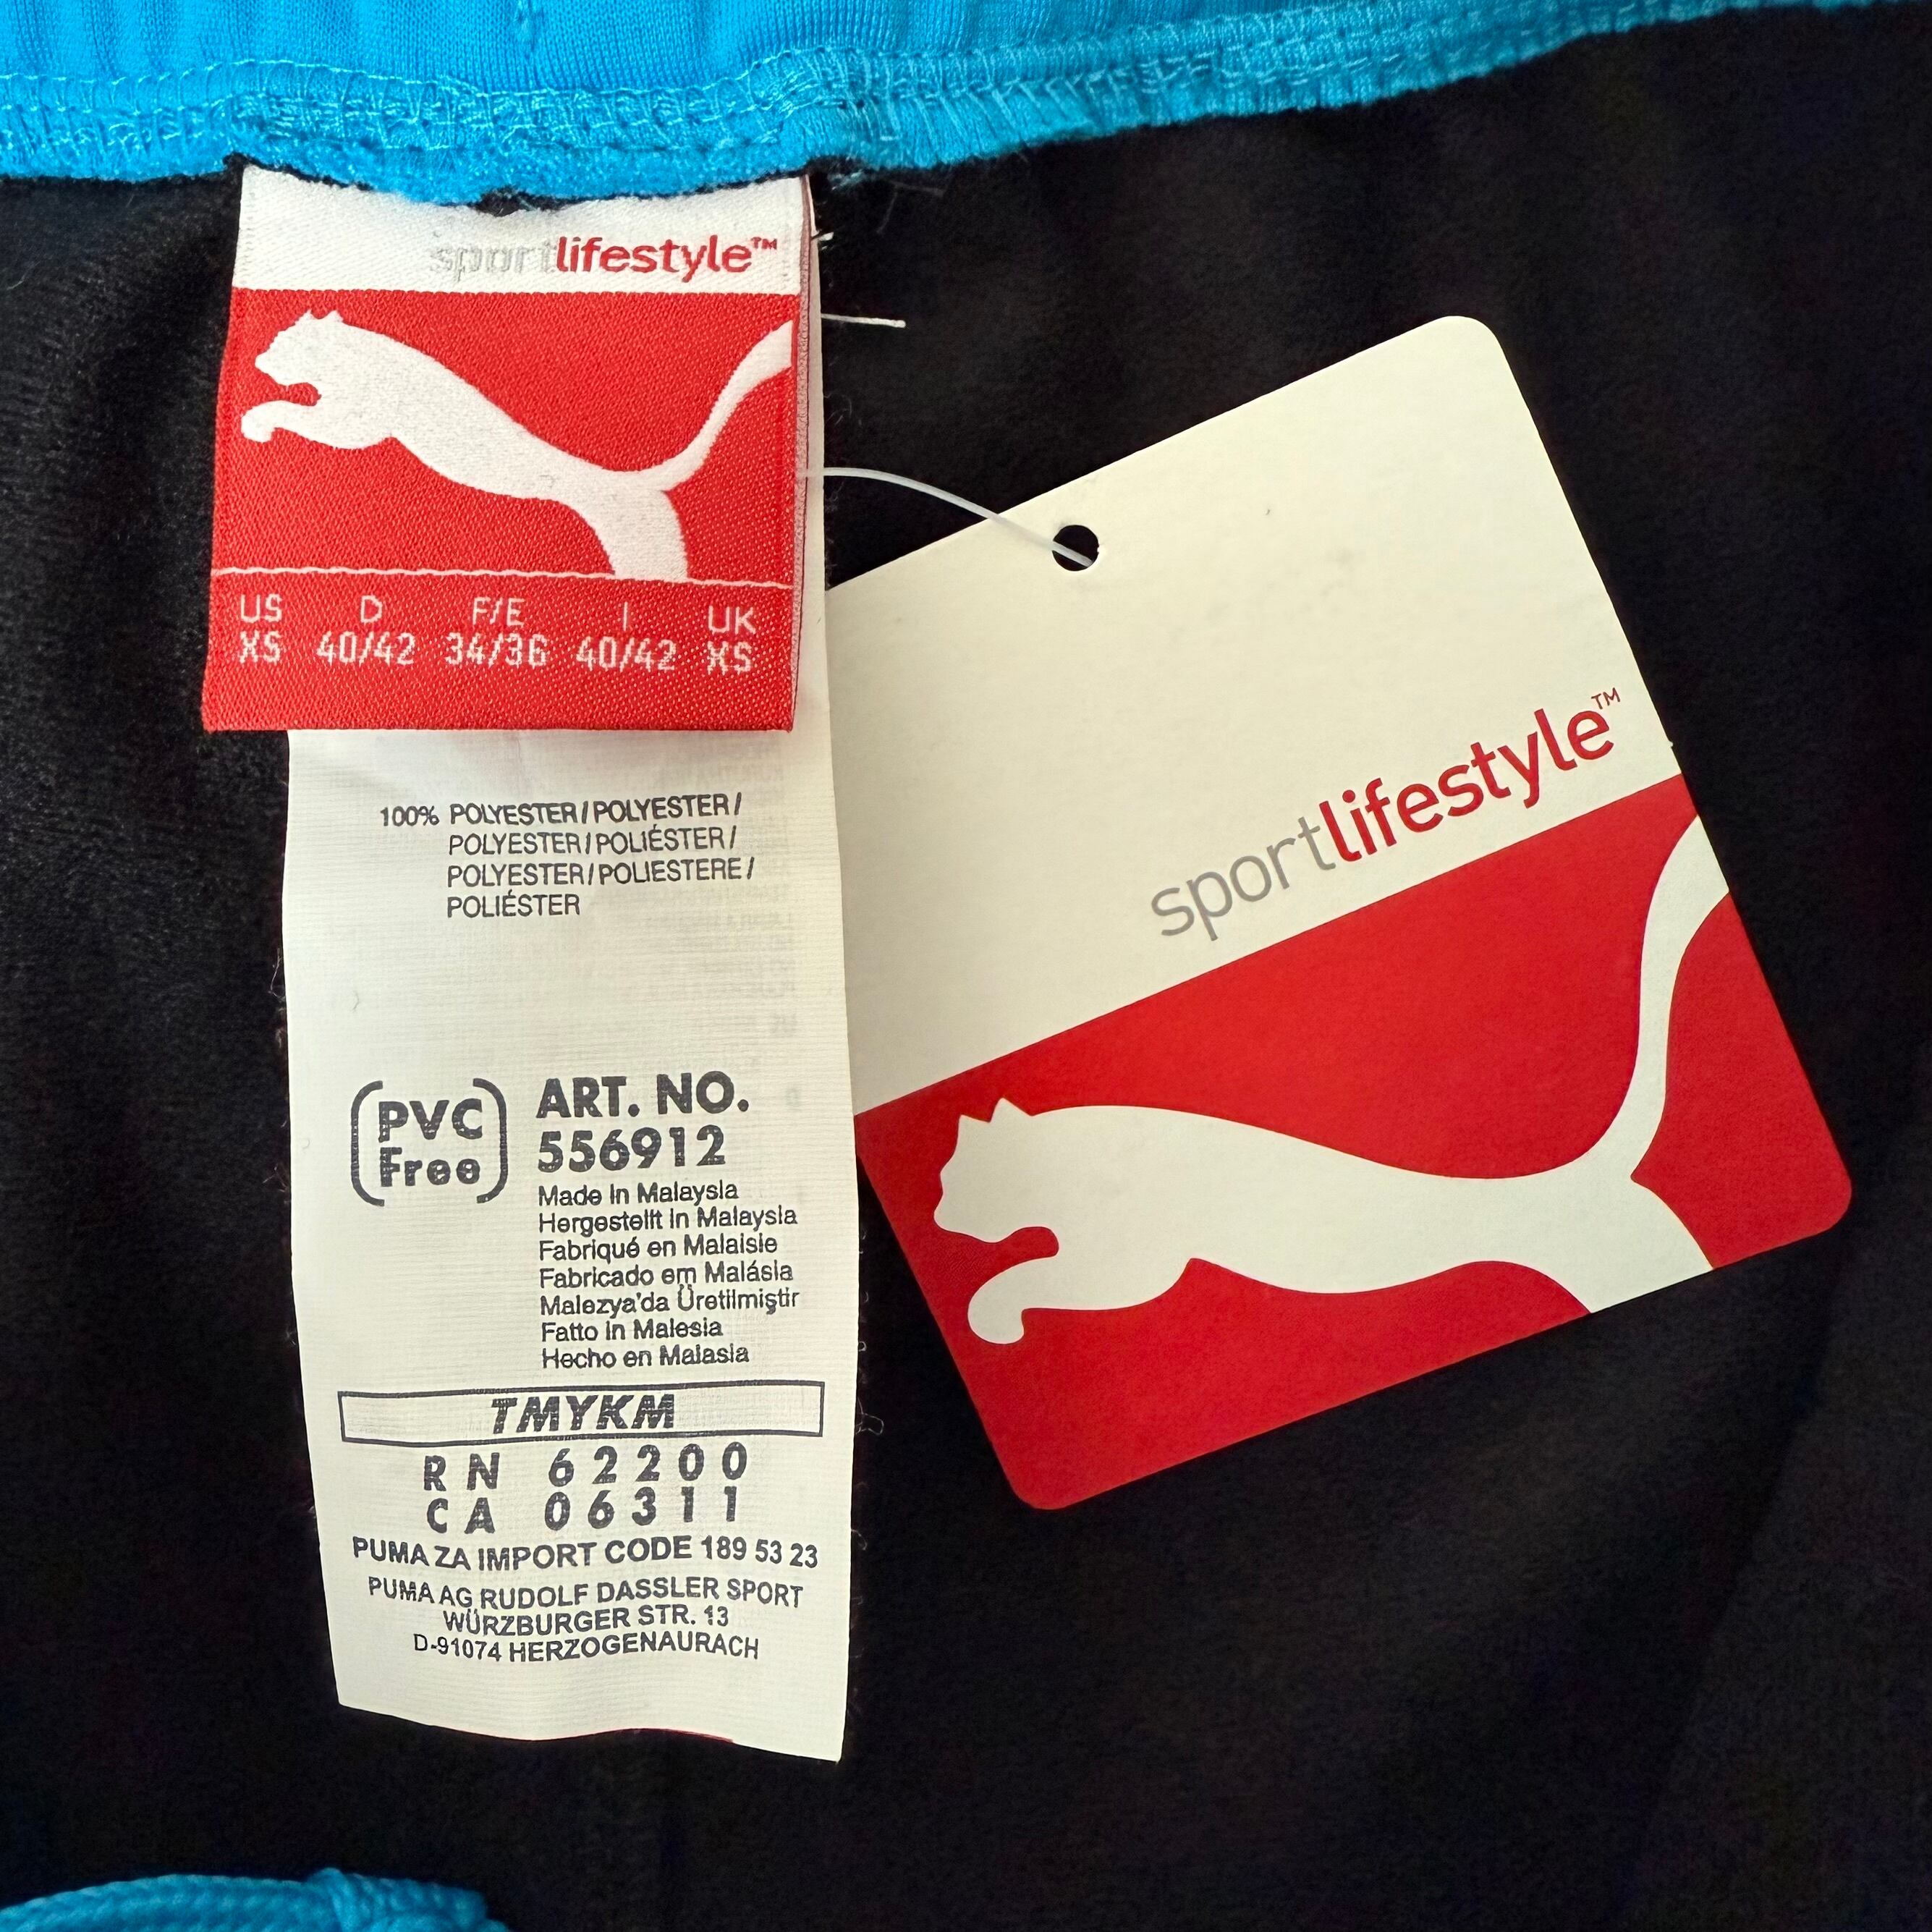 sportlifestyle™
US D F/E I UK
XS 40/42 34/36 40/42 XS
100% POLYESTER/POLYESTER/
POLYESTER/POLIÉSTER/
POLYESTER/POLIESTERE/
POLIÉSTER
PVC
Free
ART. NO.
556912
Made in Malaysia
Hergestellt in Malaysia
Fabriqué en Malaisie
Fabricado em Malásia
Malezya'da Üretilmiştir
Fatto in Malesia
Hecho en Malasia
TMYKM
RN 62200
CA 06311
PUMA ZA IMPORT CODE 189 53 23
PUMA AG RUDOLF DASSLER SPORT
WÜRZBURGER STR. 13
D-91074 HERZOGENAURACH
sportlifestyle™